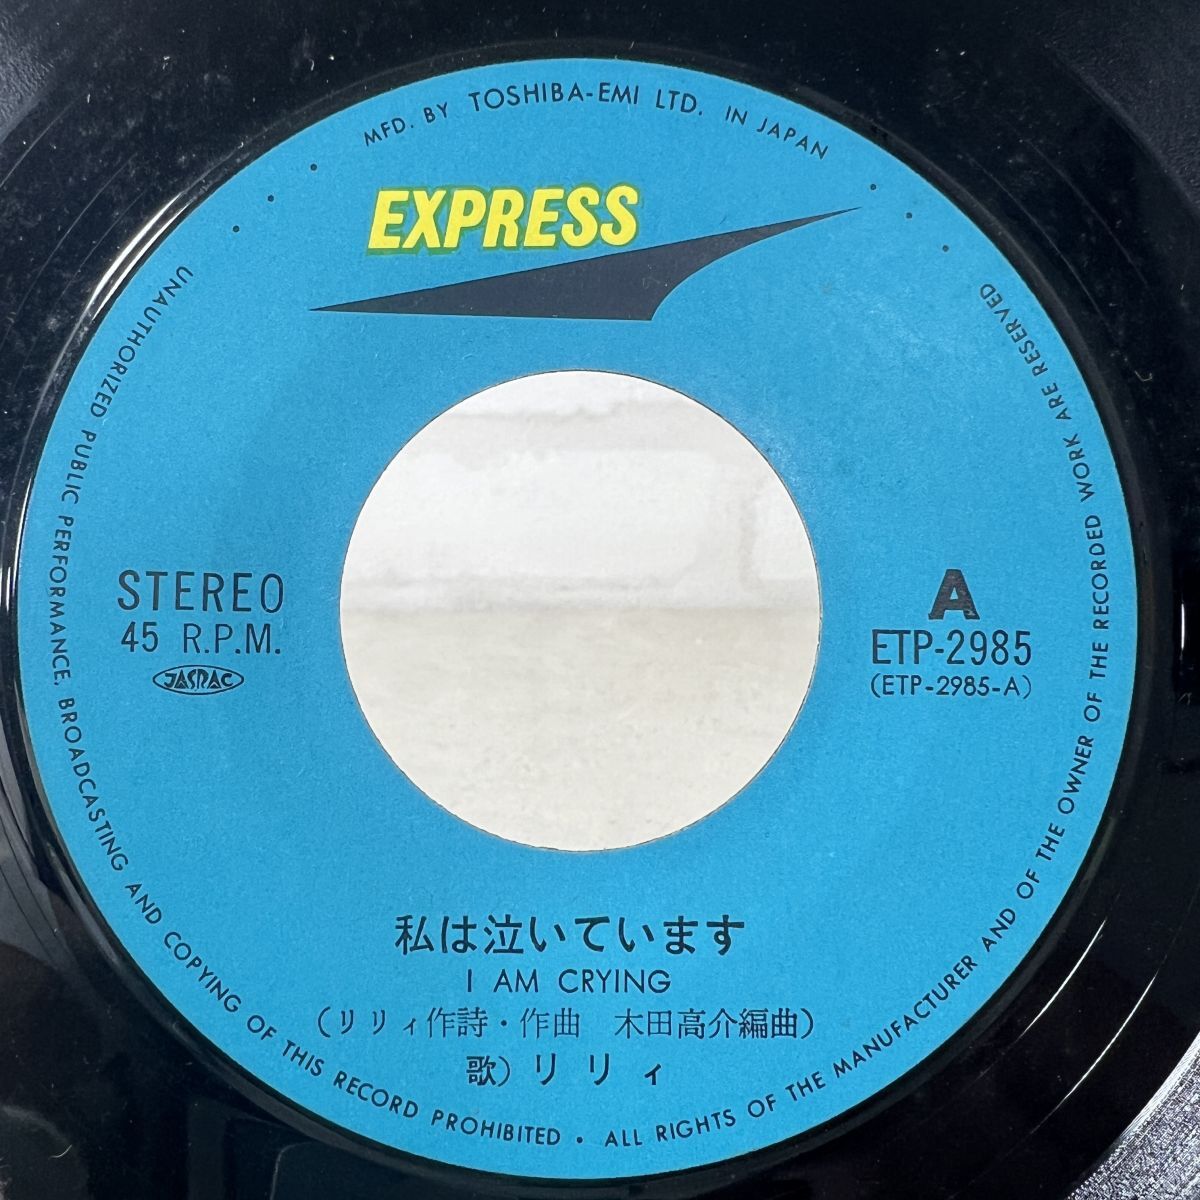 MFD. BY TOSHIBA-EMI LTD. IN JAPAN
EXPRESS
STEREO
45 R.P.M.
JASRAC
A
ETP-2985
(ETP-2985-A)
私は泣いています
I AM CRYING
(リリィ作詩・作曲 木田高介編曲)
歌)リリィ
UNAUTHORIZED PUBLIC PERFORMANCE, BROADCASTING AND COPYING OF THIS RECORD PROHIBITED • ALL RIGHTS OF THE MANUFACTURER AND OF THE OWNER OF THE RECORDED WORK ARE RESERVED